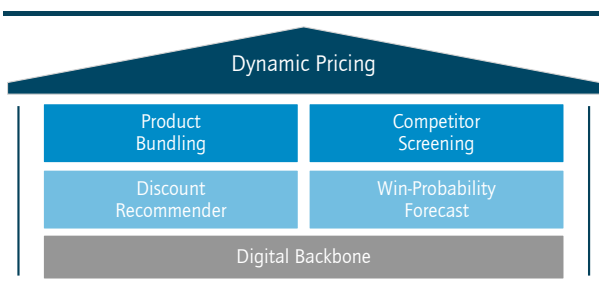 Dynamic Pricing
Product
Bundling
Competitor
Screening
Discount
Recommender
Win-Probability
Forecast
Digital Backbone